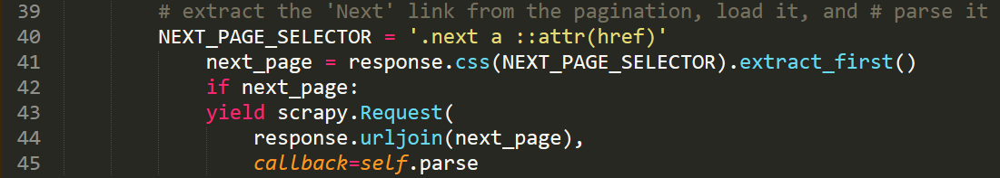 39 # extract the 'Next' link from the pagination, load it, and # parse it
40 NEXT_PAGE_SELECTOR = '.next a ::attr(href)'
41 next_page = response.css(NEXT_PAGE_SELECTOR).extract_first()
42 if next_page:
43 yield scrapy.Request(
44 response.urljoin(next_page),
45 callback=self.parse